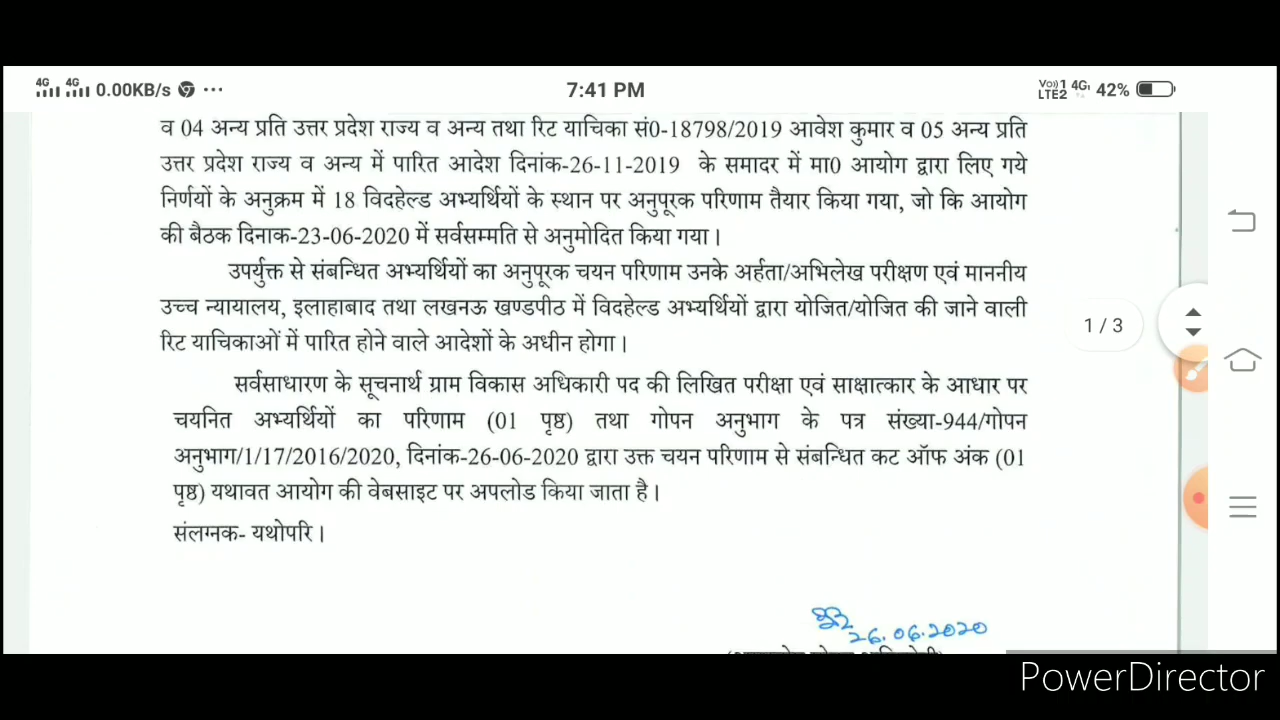 4G 4G 0.00KB/s ...
7:41 PM
Vo)) 1 4G 42%
LTE2
व 04 अन्य प्रति उत्तर प्रदेश राज्य व अन्य तथा रिट याचिका सं0-18798/2019 आवेश कुमार व 05 अन्य प्रति
उत्तर प्रदेश राज्य व अन्य में पारित आदेश दिनांक-26-11-2019 के समादर में मा0 आयोग द्वारा लिए गये
निर्णयों के अनुक्रम में 18 विदहेल्ड अभ्यर्थियों के स्थान पर अनुपूरक परिणाम तैयार किया गया, जो कि आयोग
की बैठक दिनाक-23-06-2020 में सर्वसम्मति से अनुमोदित किया गया।
उपर्युक्त से संबन्धित अभ्यर्थियों का अनुपूरक चयन परिणाम उनके अर्हता/अभिलेख परीक्षण एवं माननीय
उच्च न्यायालय, इलाहाबाद तथा लखनऊ खण्डपीठ में विदहेल्ड अभ्यर्थियों द्वारा योजित/योजित की जाने वाली
रिट याचिकाओं में पारित होने वाले आदेशों के अधीन होगा।
1 / 3
सर्वसाधारण के सूचनार्थ ग्राम विकास अधिकारी पद की लिखित परीक्षा एवं साक्षात्कार के आधार पर
चयनित अभ्यर्थियों का परिणाम (01 पृष्ठ) तथा गोपन अनुभाग के पत्र संख्या-944/गोपन
अनुभाग/1/17/2016/2020, दिनांक-26-06-2020 द्वारा उक्त चयन परिणाम से संबन्धित कट ऑफ अंक (01
पृष्ठ) यथावत आयोग की वेबसाइट पर अपलोड किया जाता है।
संलग्नक- यथोपरि।
26.06.2020
PowerDirector